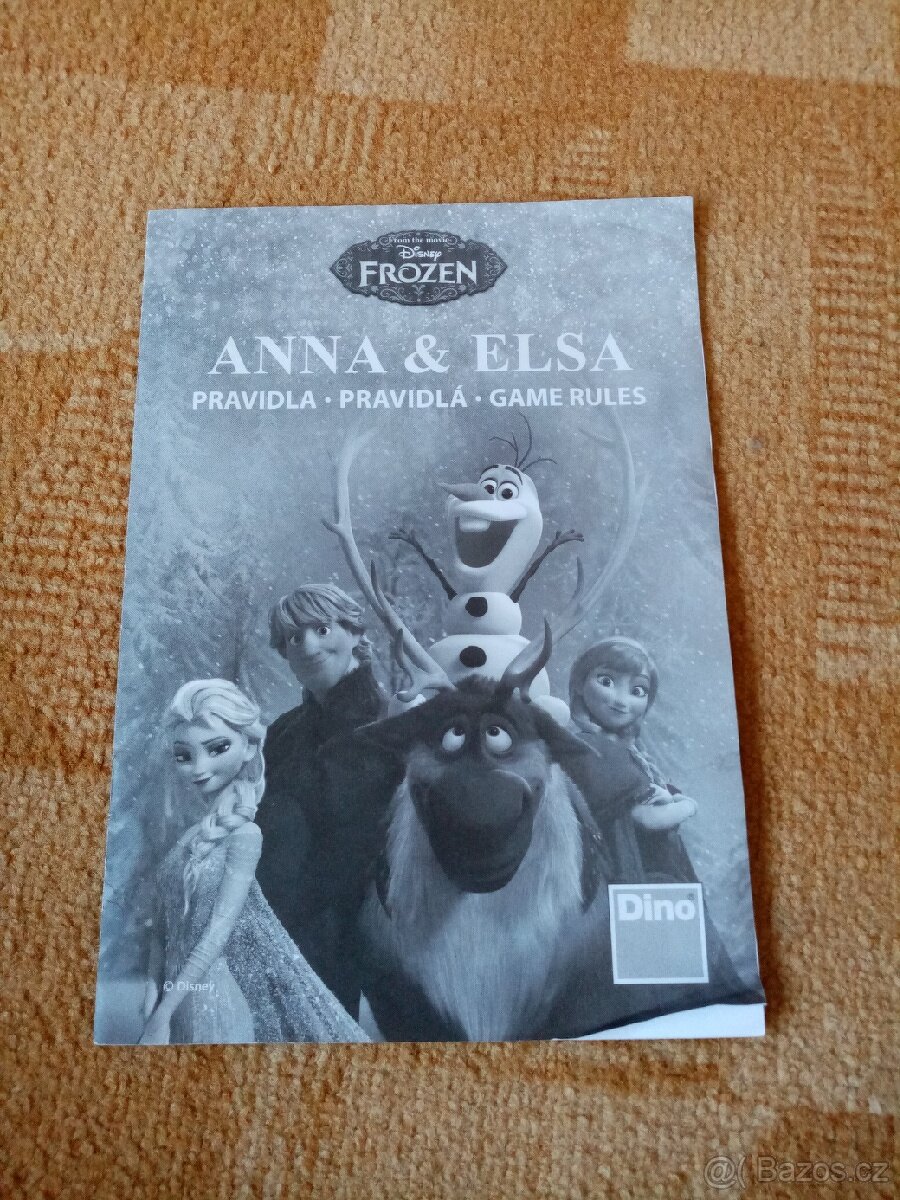 From the movie
Disney
FROZEN
ANNA & ELSA
PRAVIDLA • PRAVIDLÁ • GAME RULES
Dino®
© Disney
@( Bazos.cz